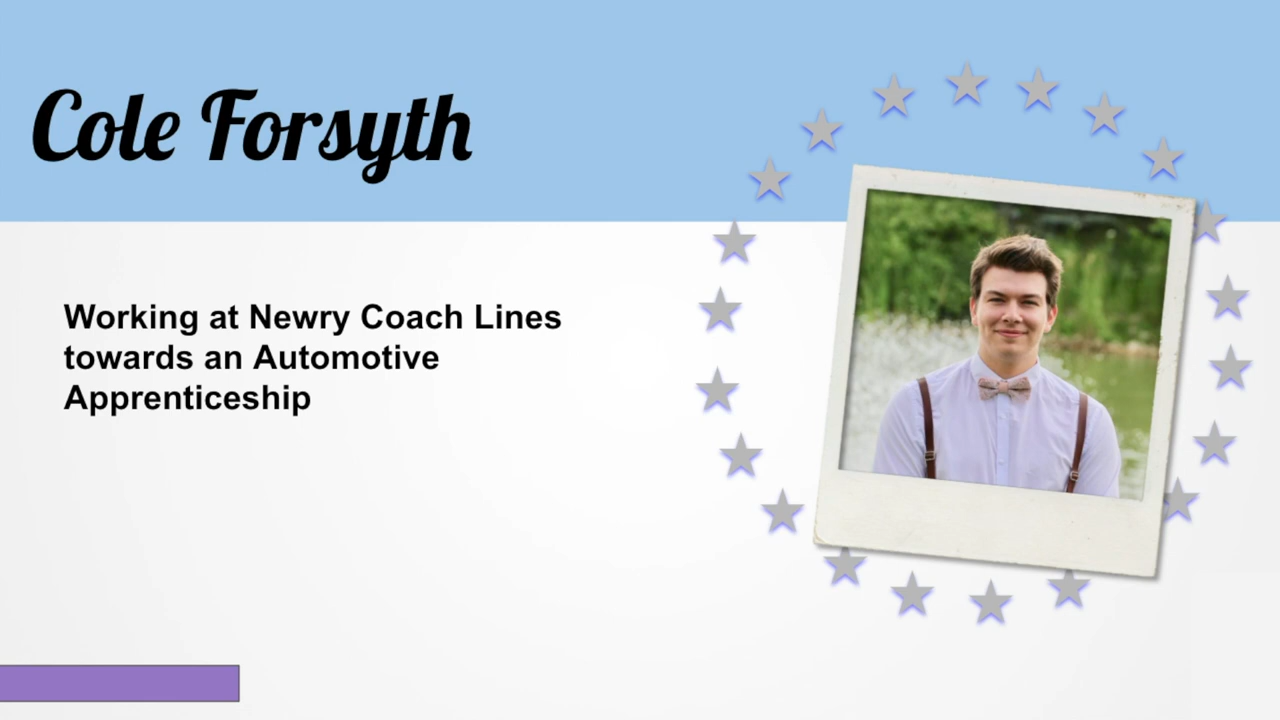 Cole Forsyth
Working at Newry Coach Lines
towards an Automotive
Apprenticeship